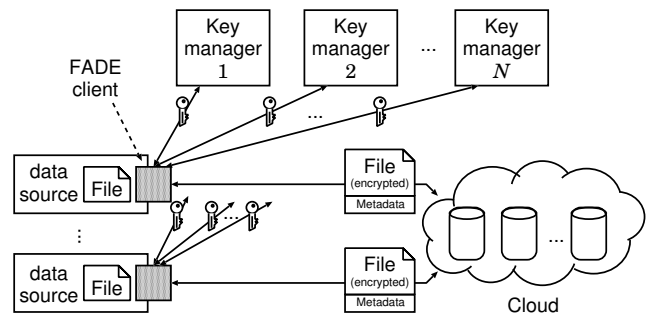 Key
manager
1
Key
manager
2
...
Key
manager
N
FADE
client
...
data
source
File
File
(encrypted)
Metadata
...
...
data
source
File
File
(encrypted)
Metadata
...
Cloud